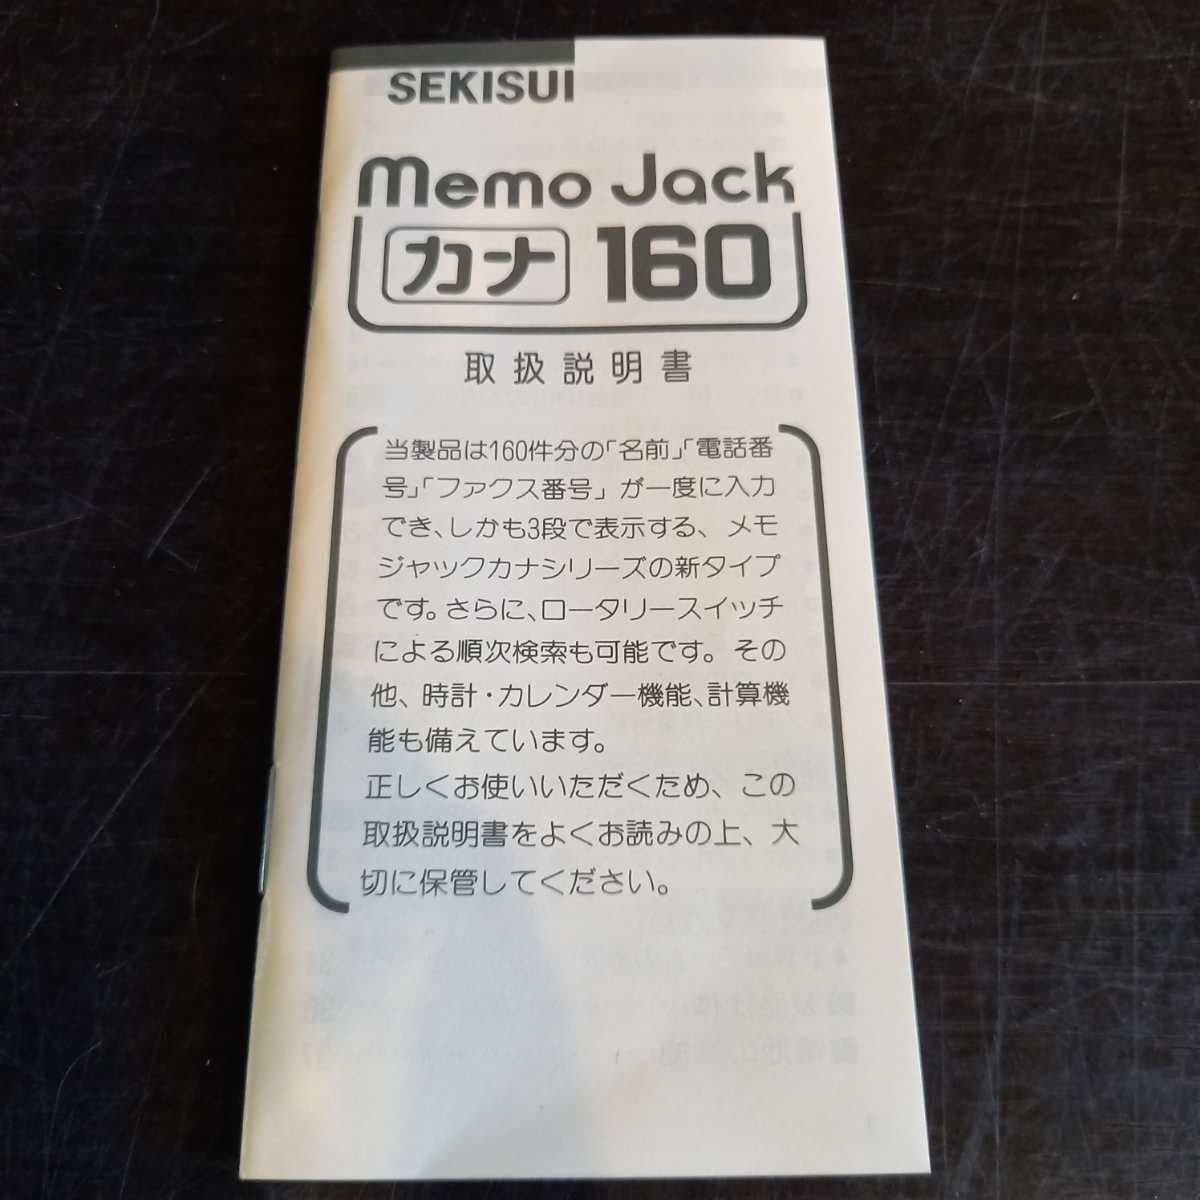 SEKISUI
memo Jack
カナ 160
取扱説明書
当製品は160件分の「名前」「電話番
号」「ファクス番号」が一度に入力
でき、しかも3段で表示する、メモ
ジャックカナシリーズの新タイプ
です。さらに、ロータリースイッチ
による順次検索も可能です。その
他、時計・カレンダー機能、計算機
能も備えています。
正しくお使いいただくため、この
取扱説明書をよくお読みの上、大
切に保管してください。